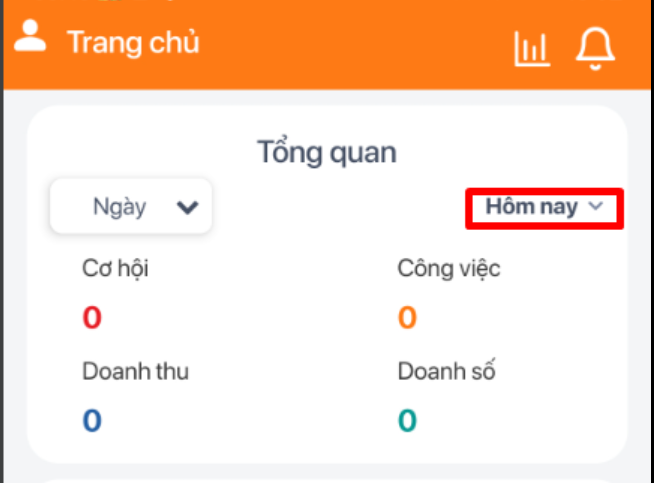 Trang chủ
Tổng quan
Ngày
Hôm nay
Cơ hội
Công việc
0
0
Doanh thu
Doanh số
0
0